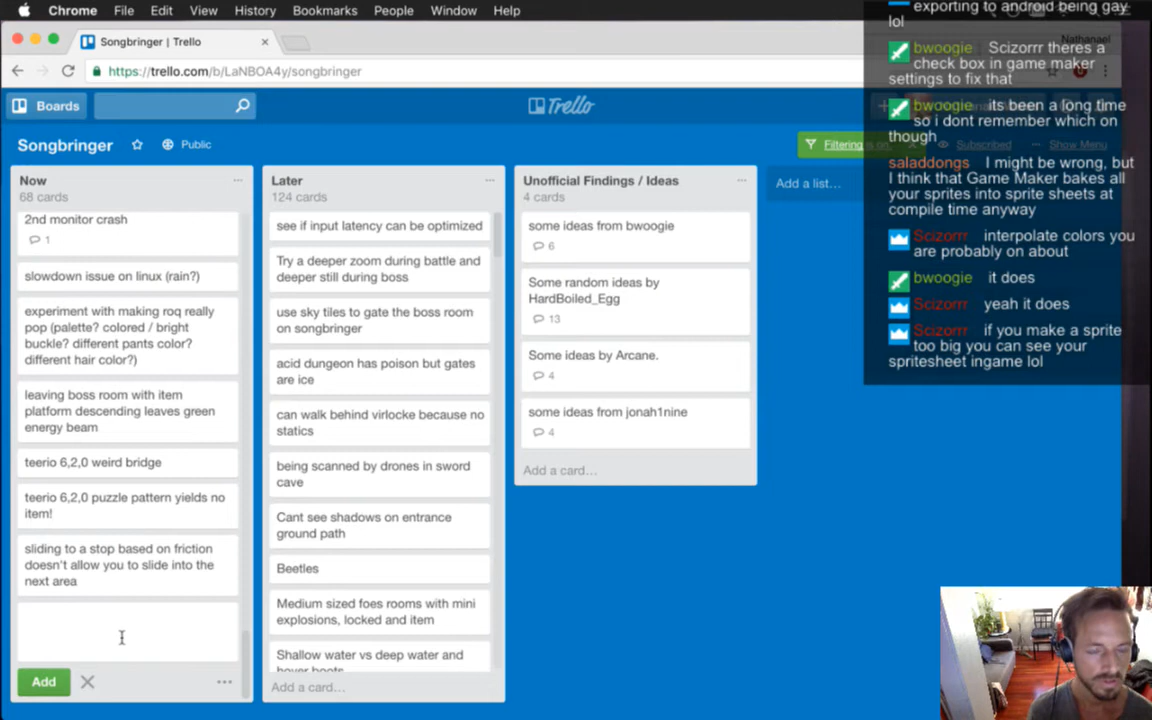 Chrome File Edit View History Bookmarks People Window Help
Songbringer | Trello
Nathanael
https://trello.com/b/LaNBOA4y/songbringer
Boards
Trello
Songbringer
Public
Filtering is on.
Subscribed
Show Menu
Now
68 cards
2nd monitor crash
1
slowdown issue on linux (rain?)
experiment with making roq really
pop (palette? colored / bright
buckle? different pants color?
different hair color?)
leaving boss room with item
platform descending leaves green
energy beam
teerio 6,2,0 weird bridge
teerio 6,2,0 puzzle pattern yields no
item!
sliding to a stop based on friction
doesn't allow you to slide into the
next area
Add
Later
124 cards
see if input latency can be optimized
Try a deeper zoom during battle and
deeper still during boss
use sky tiles to gate the boss room
on songbringer
acid dungeon has poison but gates
are ice
can walk behind virlocke because no
statics
being scanned by drones in sword
cave
Cant see shadows on entrance
ground path
Beetles
Medium sized foes rooms with mini
explosions, locked and item
Shallow water vs deep water and
hover boots
Add a card...
Unofficial Findings / Ideas
4 cards
some ideas from bwoogie
6
Some random ideas by
HardBoiled_Egg
13
Some ideas by Arcane.
4
some ideas from jonah1nine
4
Add a card...
Add a list...
exporting to android being gay
lol
bwoogie Scizorrr theres a
check box in game maker
settings to fix that
bwoogie its been a long time
so i dont remember which on
though
saladdongs I might be wrong, but
I think that Game Maker bakes all
your sprites into sprite sheets at
compile time anyway
Scizorrr interpolate colors you
are probably on about
bwoogie it does
Scizorrr yeah it does
Scizorrr if you make a sprite
too big you can see your
spritesheet ingame lol